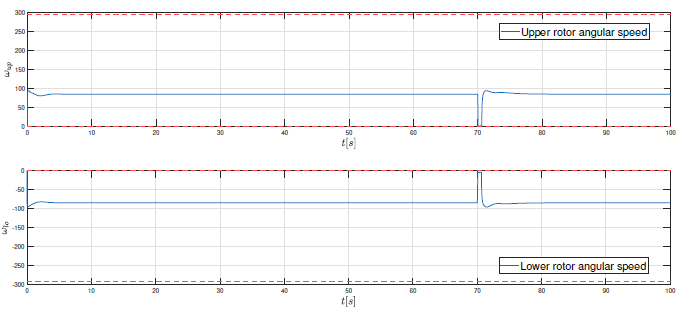 300
250
200
150
100
50
0
ω_up
Upper rotor angular speed
0 10 20 30 40 50 60 70 80 90 100
t[s]
0
-50
-100
-150
-200
-250
-300
ω_lo
Lower rotor angular speed
0 10 20 30 40 50 60 70 80 90 100
t[s]